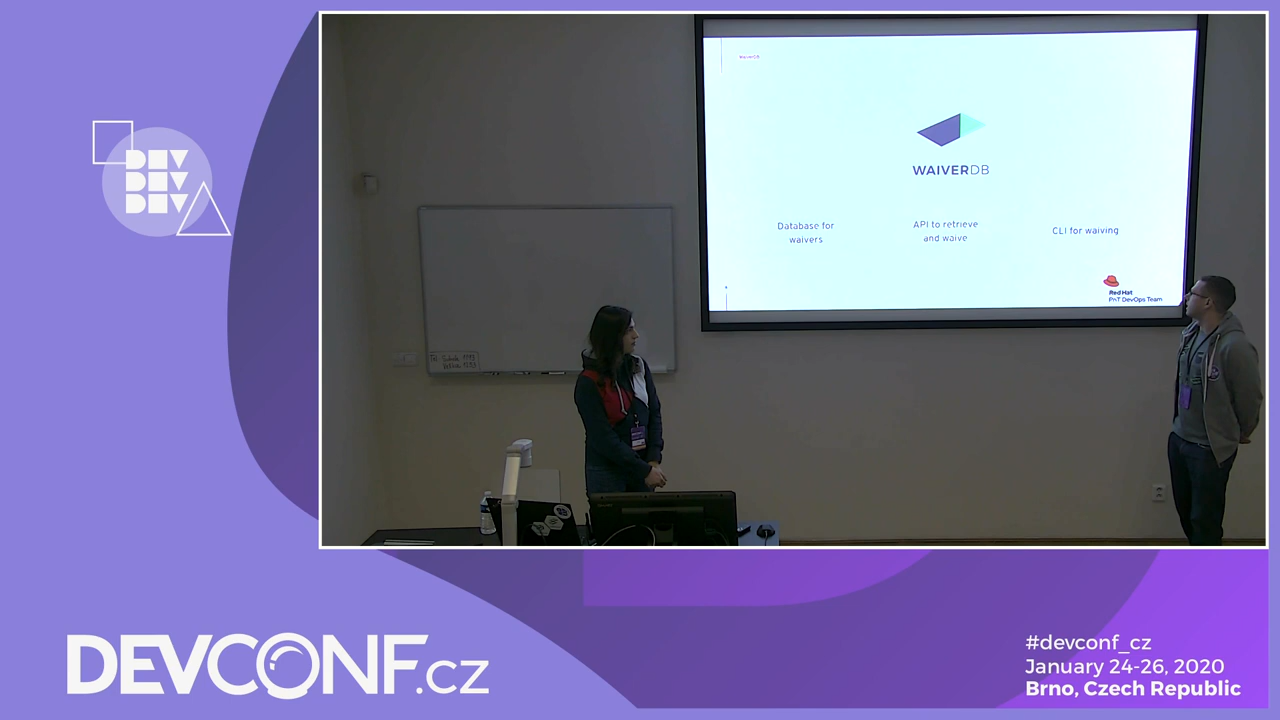 DEV
DEV
DEV
WAIVERDB
WAIVERDB
Database for
waivers
API to retrieve
and waive
CLI for waiving
Red Hat
PnT DevOps Team
DEVCONF.cz
#devconf_cz
January 24-26, 2020
Brno, Czech Republic